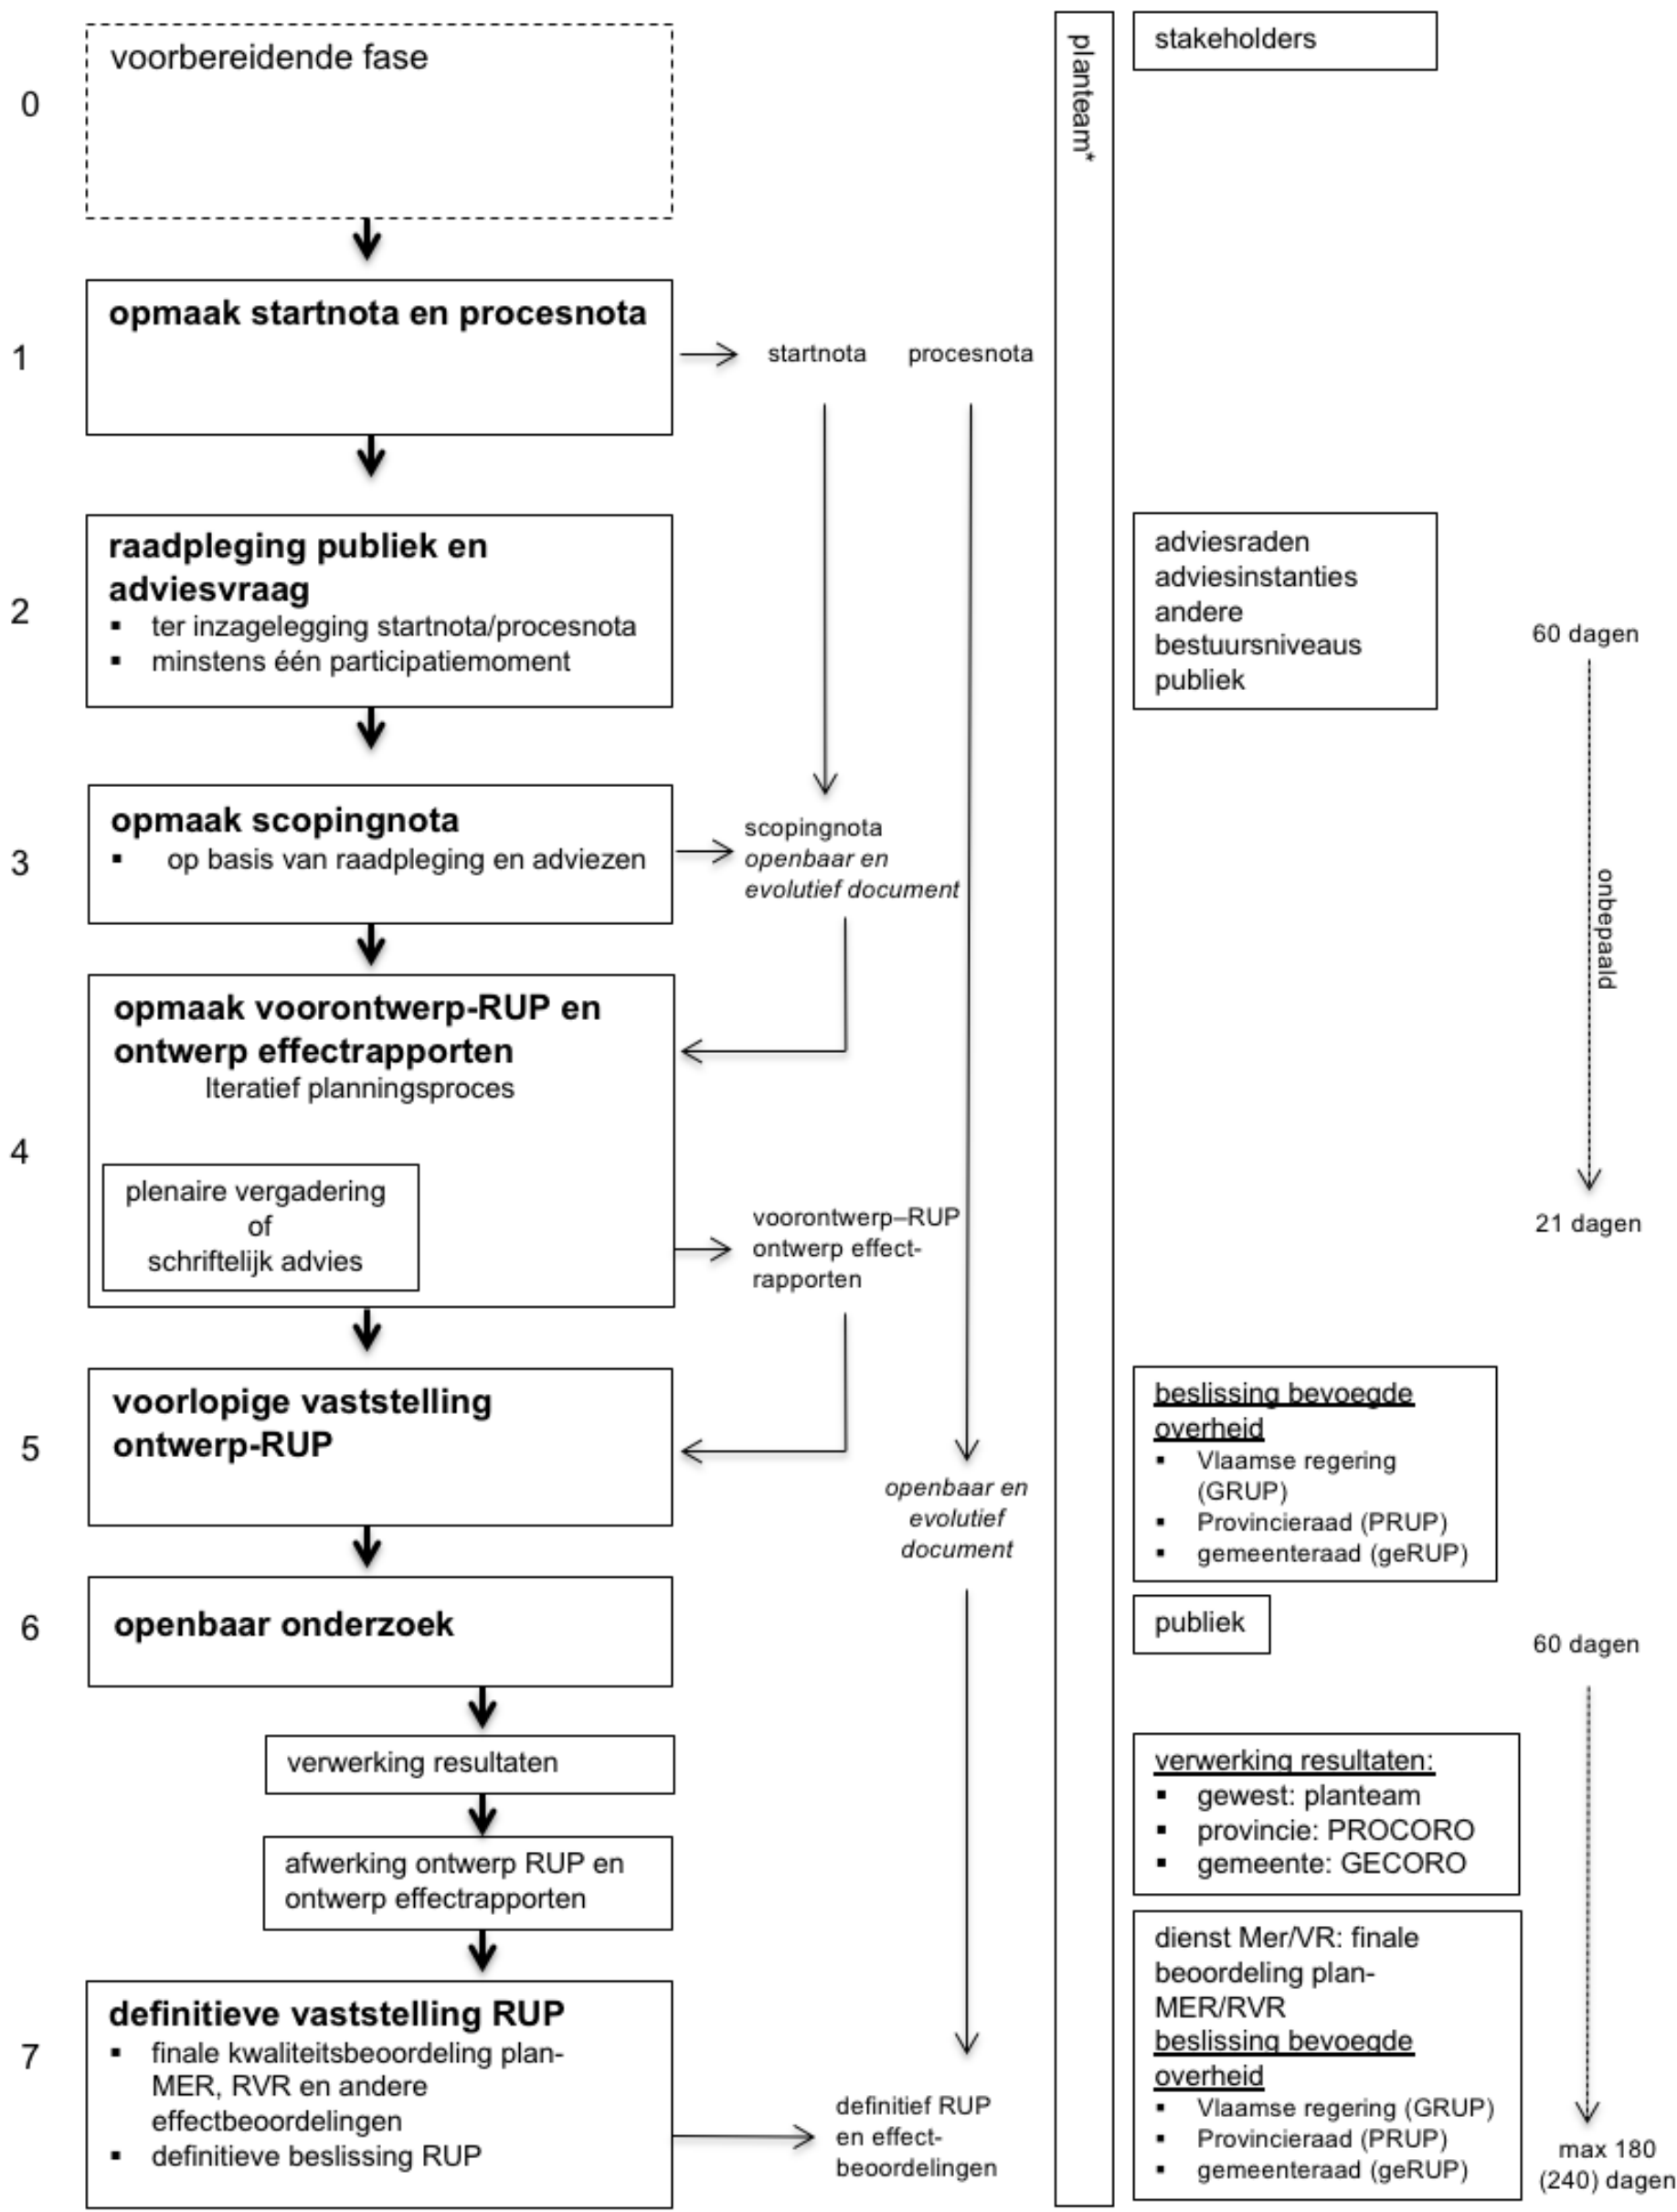 voorbereidende fase
0
planteam*
stakeholders
opmaak startnota en procesnota
1
startnota
procesnota
raadpleging publiek en
adviesvraag
▪ ter inzagelegging startnota/procesnota
▪ minstens één participatiemoment
2
adviesraden
adviesinstanties
andere
bestuursniveaus
publiek
60 dagen
opmaak scopingnota
▪ op basis van raadpleging en adviezen
3
scopingnota
openbaar en
evolutief document
onbepaald
opmaak voorontwerp-RUP en
ontwerp effectrapporten
Iteratief planningsproces
4
plenaire vergadering
of
schriftelijk advies
voorontwerp–RUP
ontwerp effect-
rapporten
21 dagen
voorlopige vaststelling
ontwerp-RUP
5
openbaar en
evolutief
document
beslissing bevoegde
overheid
▪ Vlaamse regering
(GRUP)
▪ Provincieraad (PRUP)
▪ gemeenteraad (geRUP)
6
openbaar onderzoek
publiek
60 dagen
verwerking resultaten
afwerking ontwerp RUP en
ontwerp effectrapporten
verwerking resultaten:
▪ gewest: planteam
▪ provincie: PROCORO
▪ gemeente: GECORO
definitieve vaststelling RUP
▪ finale kwaliteitsbeoordeling plan-
MER, RVR en andere
effectbeoordelingen
▪ definitieve beslissing RUP
7
definitief RUP
en effect-
beoordelingen
dienst Mer/VR: finale
beoordeling plan-
MER/RVR
beslissing bevoegde
overheid
▪ Vlaamse regering (GRUP)
▪ Provincieraad (PRUP)
▪ gemeenteraad (geRUP)
max 180
(240) dagen